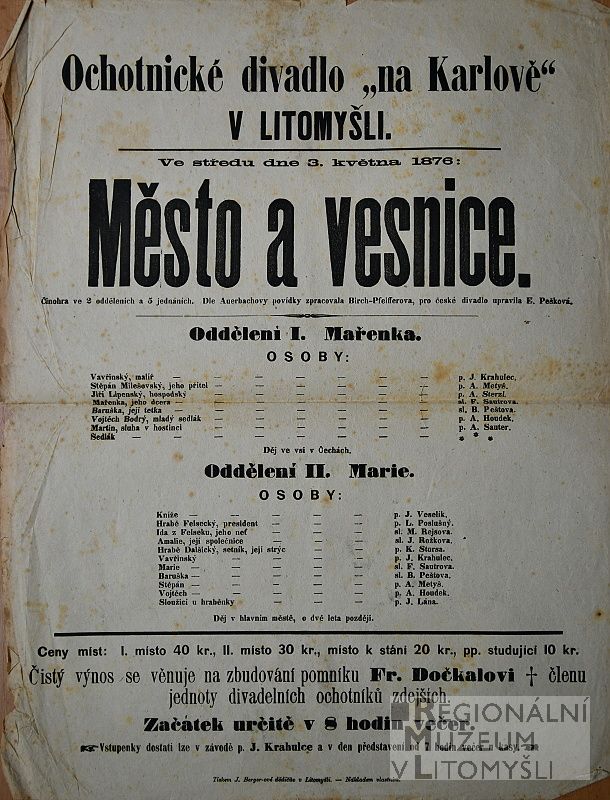 Ochotnické divadlo „na Karlově“
V LITOMYŠLI.
Ve středu dne 3. května 1876:
Město a vesnice.
Činohra ve 2 odděleních a 5 jednáních. Dle Auerbachovy povídky zpracovala Birch-Pfeifferova, pro české divadlo upravila E. Pešková.
Oddělení I. Mařenka.
OSOBY:
Vavřinský, malíř — — — — — — — p. J. Krahulec.
Štěpán Milešovský, jeho přítel — — — — — — p. A. Metyš.
Jiří Lipenský, hospodský — — — — — — p. A. Sterzl.
Mařenka, jeho dcera — — — — — — sl. F. Sautrova.
Baruška, její tetka — — — — — — sl. B. Peštova.
Vojtěch Bodrý, mladý sedlák — — — — — — p. A. Houdek.
Martin, sluha v hostinci — — — — — — p. A. Sauter.
Sedlák — — — — — — — * * *
Děj ve vsi v Čechách.
Oddělení II. Marie.
OSOBY:
Kníže — — — — — p. J. Veselík.
Hrabě Felsecký, president — — — — p. L. Poslušný.
Ida z Felseku, jeho neť — — — — sl. M. Rejsova.
Amalie, její společnice — — — — sl. J. Rožkova.
Hrabě Dalšický, setník, její strýc — — — p. K. Štorsa.
Vavřinský — — — — — p. J. Krahulec.
Marie — — — — — sl. F. Sautrova.
Baruška — — — — — sl. B. Peštova.
Štěpán — — — — — p. A. Metyš.
Vojtěch — — — — — p. A. Houdek.
Sloužící u hraběnky — — — — p. J. Lána.
Děj v hlavním městě, o dvě leta později.
Ceny míst: I. místo 40 kr., II. místo 30 kr., místo k stání 20 kr., pp. studující 10 kr.
Čistý výnos se věnuje na zbudování pomníku Fr. Dočkalovi † členu
jednoty divadelních ochotníků zdejších.
Začátek určitě v 8 hodin večer.
Vstupenky dostati lze v závodě p. J. Krahulce a v den představení od 7 hodin večer u kasy.
Tiskem J. Berger-ové dědičův v Litomyšli. — Nákladem vlastním.
REGIONÁLNÍ
MUZEUM
V LITOMYŠLI